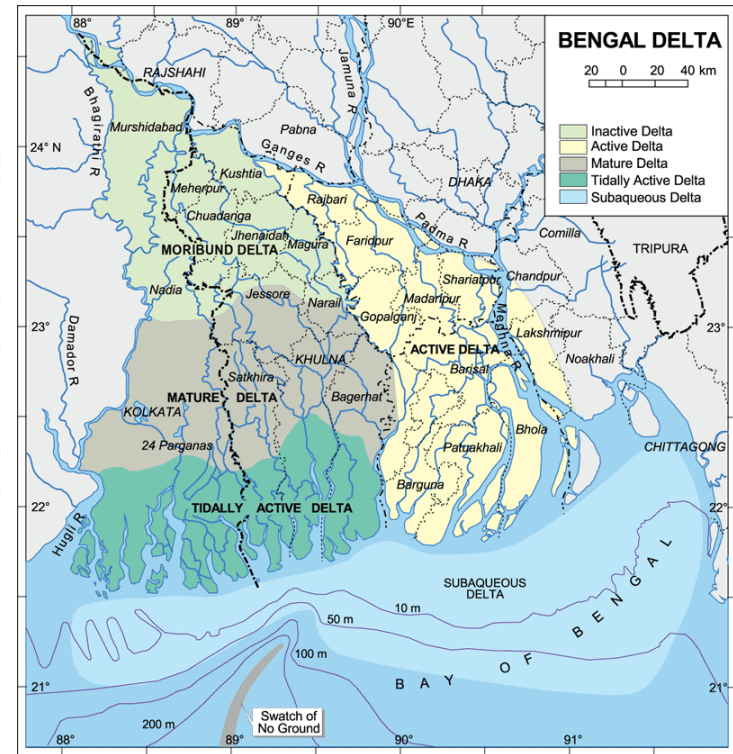 88°
89°
90°E
BENGAL DELTA
20 0 20 40 km
Inactive Delta
Active Delta
Mature Delta
Tidally Active Delta
Subaqueous Delta
RAJSHAHI
Jamuna R
Bhagirathi R
Murshidabad
Pabna
24° N
24°
Ganges R
Kushtia
DHAKA
Meherpur
Rajbari
Chuadanga
Padma R
Comilla
Jhenaidah
Faridpur
TRIPURA
MORIBUND DELTA
Magura
Shariatpur
Chandpur
Nadia
Jessore
Narail
Madaripur
Gopalganj
Meghna R
23°
Damador R
Lakshmipur
23°
KHULNA
ACTIVE DELTA
Noakhali
Satkhira
Barisal
MATURE DELTA
Bagerhat
KOLKATA
Bhola
24 Parganas
Patuakhali
CHITTAGONG
Barguna
22°
TIDALLY ACTIVE DELTA
22°
Hugli R
SUBAQUEOUS
DELTA
10 m
50 m
100 m
BAY OF BENGAL
21°
21°
200 m
Swatch of
No Ground
88°
89°
90°
91°